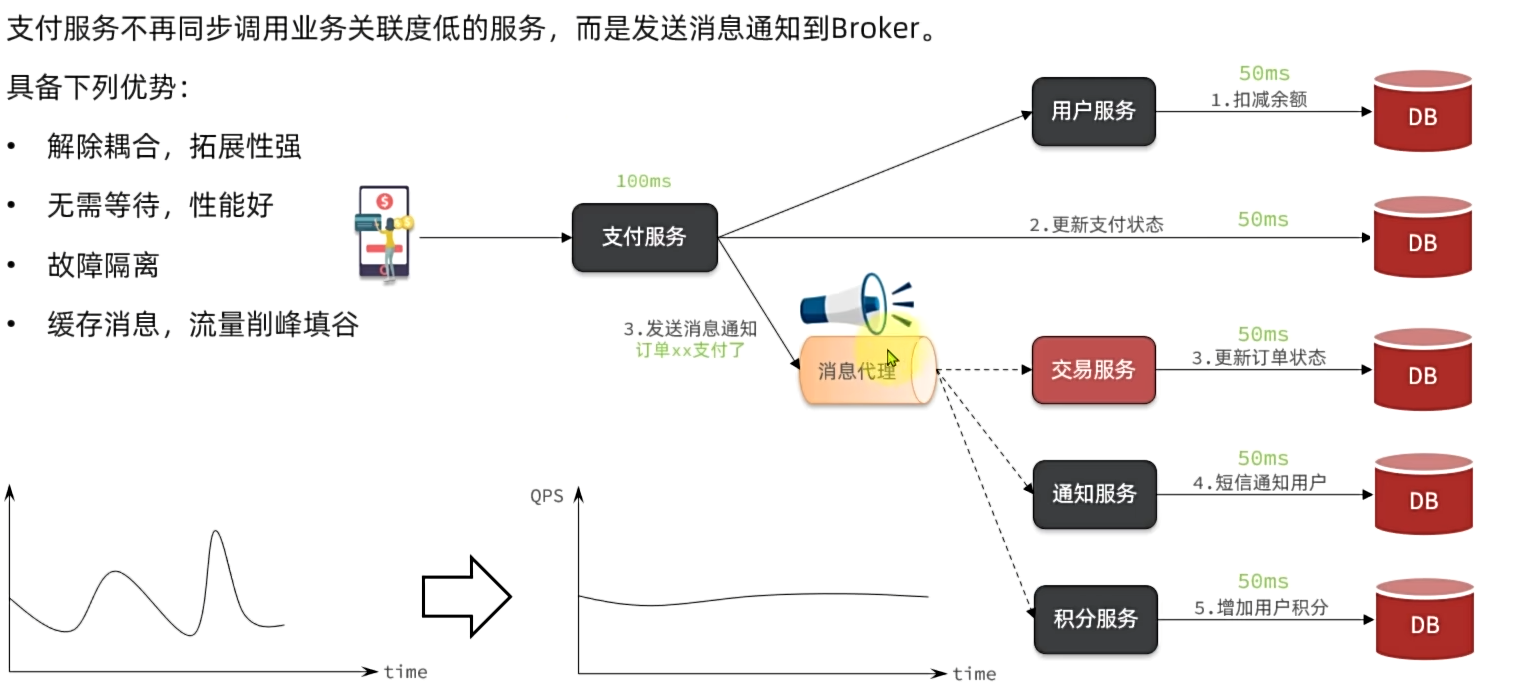 支付服务不再同步调用业务关联度低的服务，而是发送消息通知到Broker。
具备下列优势：
• 解除耦合，拓展性强
• 无需等待，性能好
• 故障隔离
• 缓存消息，流量削峰填谷
$
100ms
支付服务
用户服务
50ms
1.扣减余额
DB
2.更新支付状态
50ms
DB
3.发送消息通知
订单xx支付了
消息代理
交易服务
50ms
3.更新订单状态
DB
通知服务
50ms
4.短信通知用户
DB
积分服务
50ms
5.增加用户积分
DB
time
QPS
time